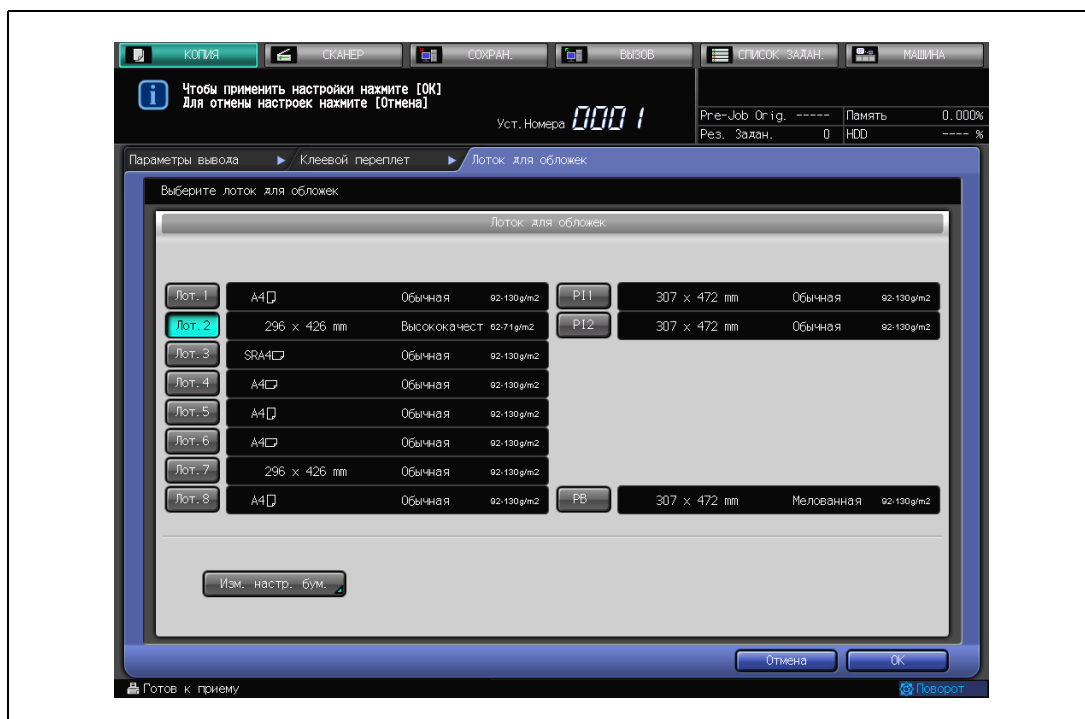 КОПИЯ СКАНЕР СОХРАН. ВЫЗОВ СПИСОК ЗАДАН. МАШИНА
Чтобы применить настройки нажмите [OK]
Для отмены настроек нажмите [Отмена]
Уст.Номера 0001
Pre-Job Orig. ----- Память 0.000%
Рез. Задан. 0 HDD ---- %
Параметры вывода Клеевой переплет Лоток для обложек
Выберите лоток для обложек
Лоток для обложек
Лот.1 A4 Обычная 92-130g/m2 PI1 307 × 472 mm Обычная 92-130g/m2
Лот.2 296 × 426 mm Высококачест 62-71g/m2 PI2 307 × 472 mm Обычная 92-130g/m2
Лот.3 SRA4 Обычная 92-130g/m2
Лот.4 A4 Обычная 92-130g/m2
Лот.5 A4 Обычная 92-130g/m2
Лот.6 A4 Обычная 92-130g/m2
Лот.7 296 × 426 mm Обычная 92-130g/m2
Лот.8 A4 Обычная 92-130g/m2 PB 307 × 472 mm Мелованная 92-130g/m2
Изм. настр. бум.
Отмена OK
Готов к приему Поворот